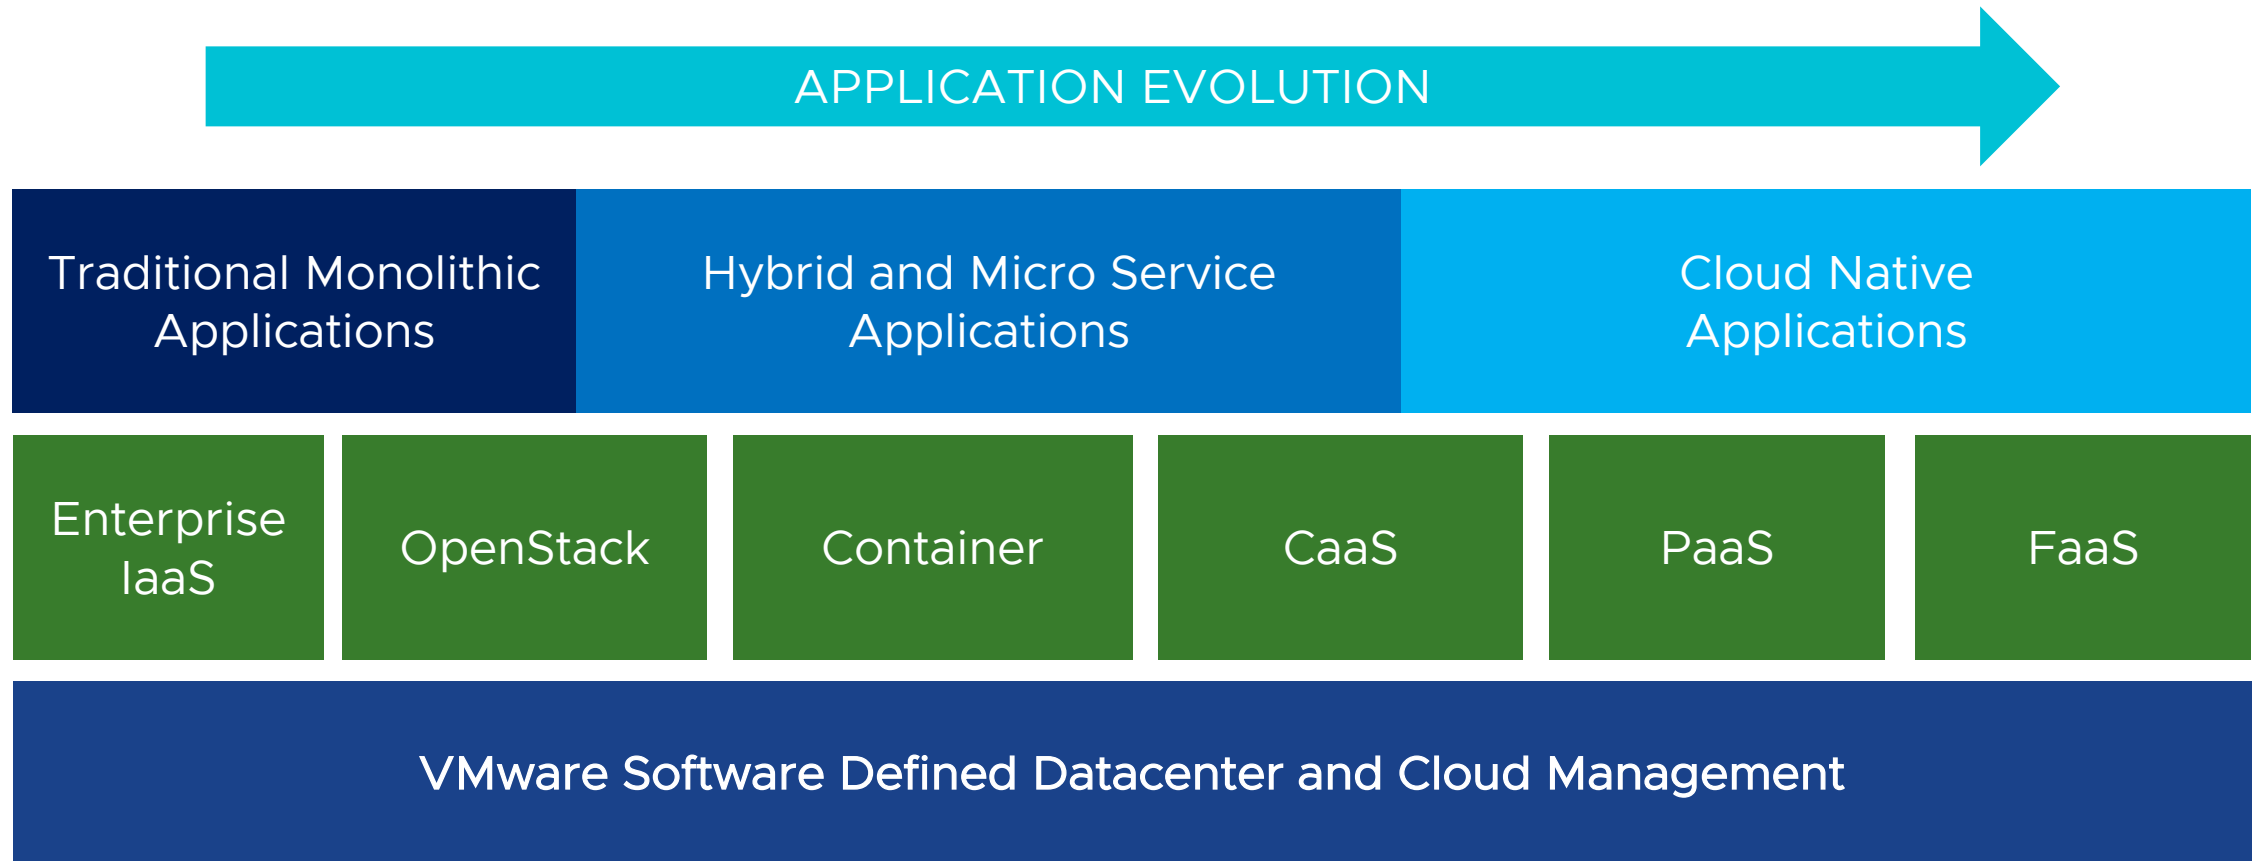 APPLICATION EVOLUTION
Traditional Monolithic
Applications
Hybrid and Micro Service
Applications
Cloud Native
Applications
Enterprise
IaaS
OpenStack
Container
CaaS
PaaS
FaaS
VMware Software Defined Datacenter and Cloud Management